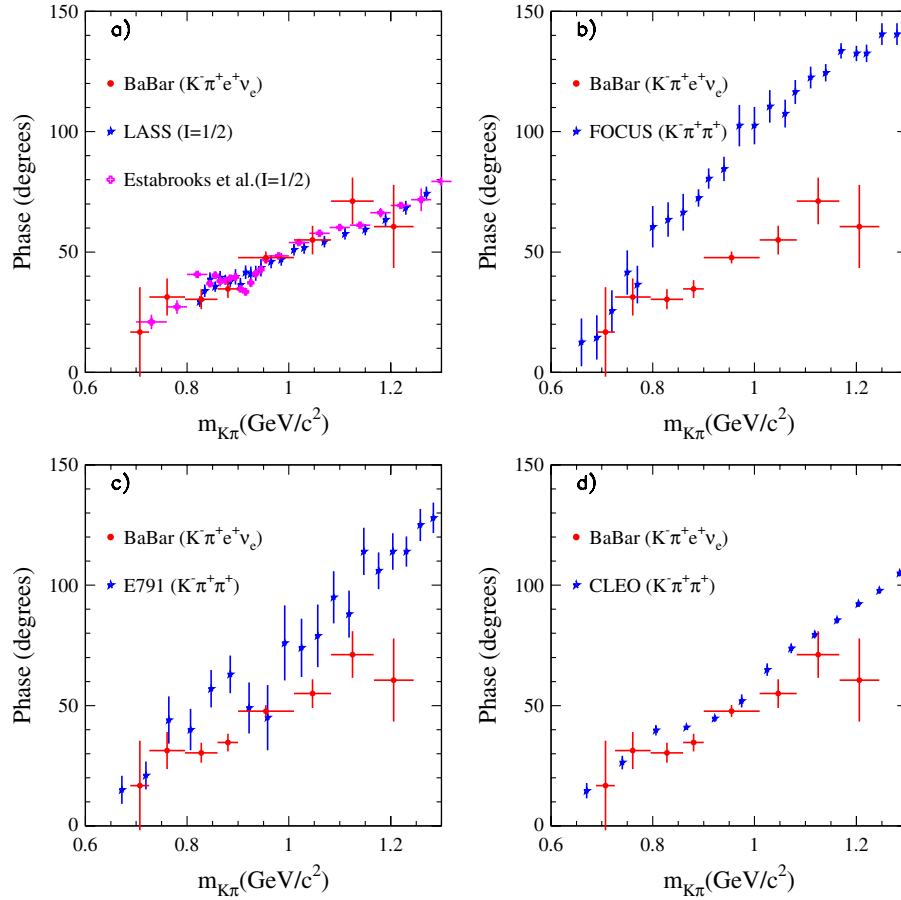 a)
BaBar (K⁻π⁺e⁺ν_e)
LASS (I=1/2)
Estabrooks et al.(I=1/2)
Phase (degrees)
150
100
50
0
0.6 0.8 1 1.2
m_Kπ(GeV/c²)
b)
BaBar (K⁻π⁺e⁺ν_e)
FOCUS (K⁻π⁺π⁺)
Phase (degrees)
150
100
50
0
0.6 0.8 1 1.2
m_Kπ(GeV/c²)
c)
BaBar (K⁻π⁺e⁺ν_e)
E791 (K⁻π⁺π⁺)
Phase (degrees)
150
100
50
0
0.6 0.8 1 1.2
m_Kπ(GeV/c²)
d)
BaBar (K⁻π⁺e⁺ν_e)
CLEO (K⁻π⁺π⁺)
Phase (degrees)
150
100
50
0
0.6 0.8 1 1.2
m_Kπ(GeV/c²)